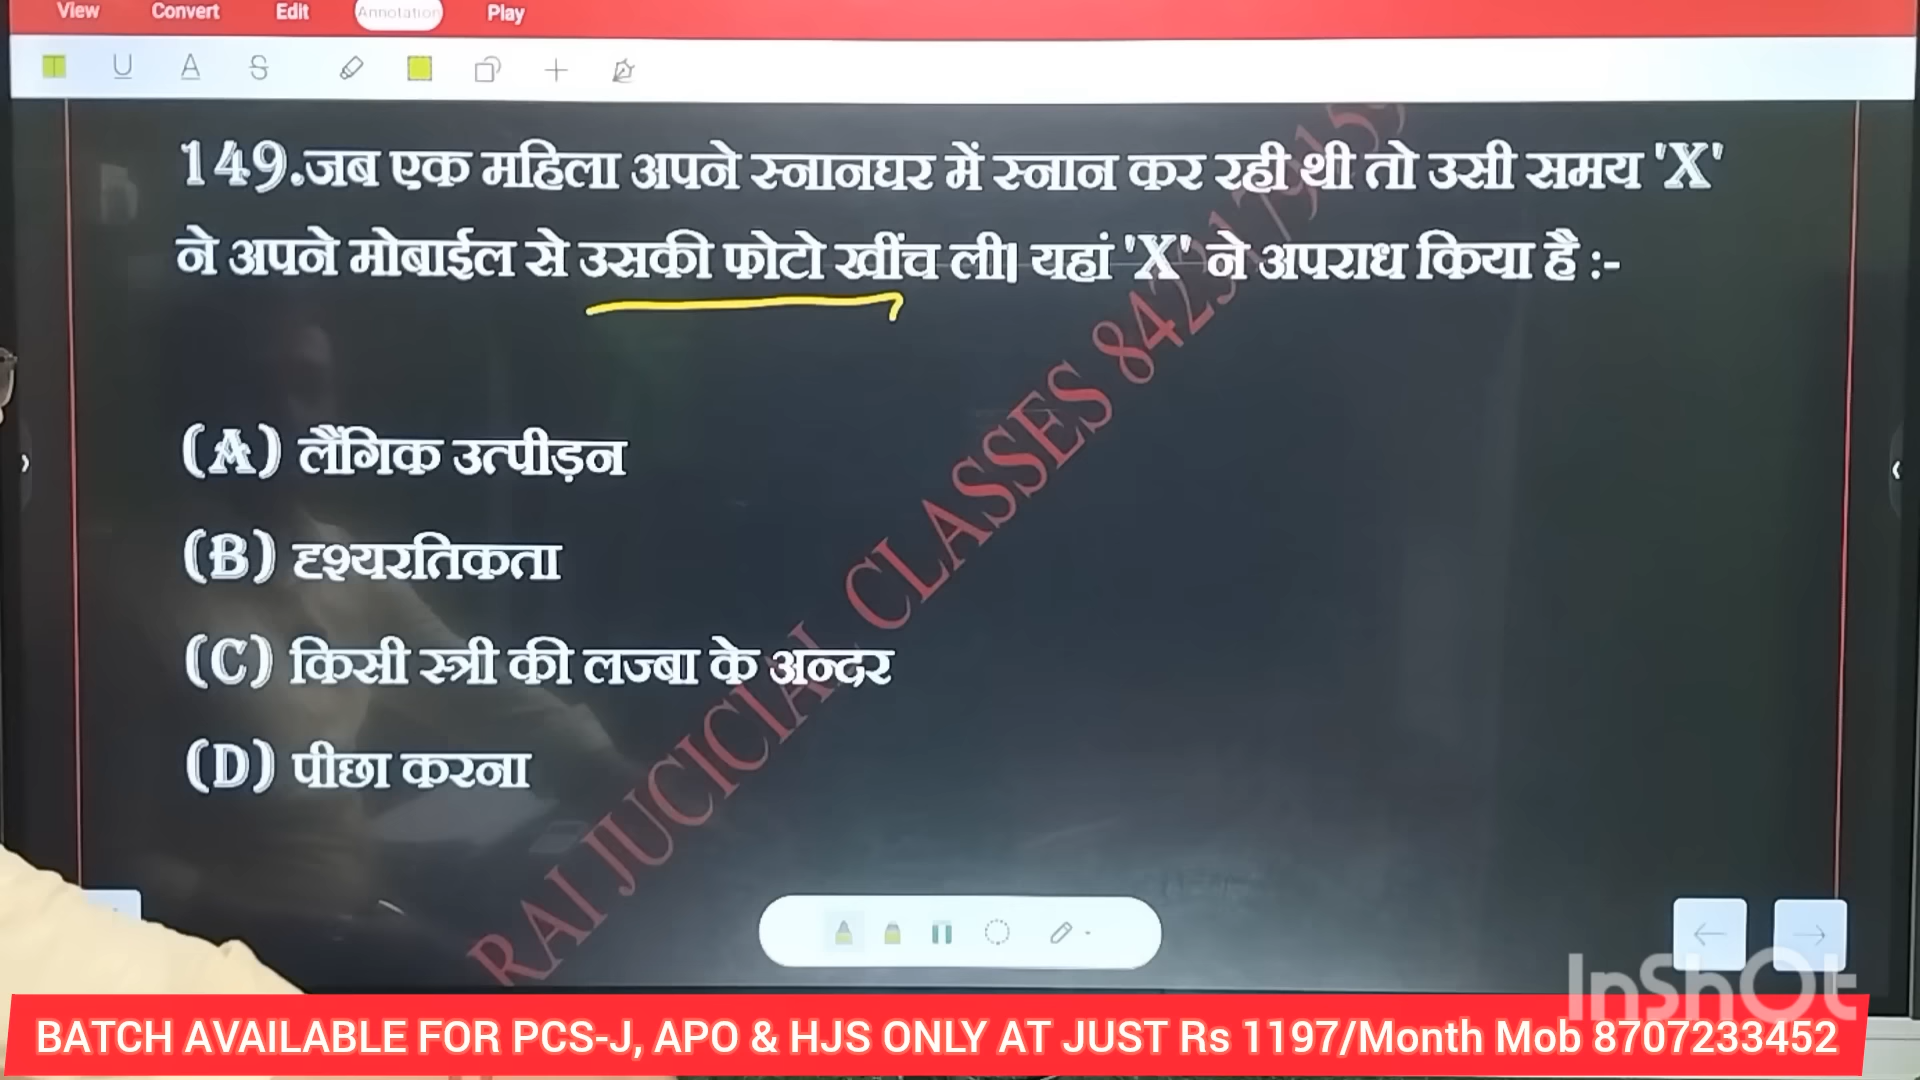 View Convert Edit Annotation Play
149.जब एक महिला अपने स्नानघर में स्नान कर रही थी तो उसी समय 'X'
ने अपने मोबाईल से उसकी फोटो खींच ली। यहां 'X' ने अपराध किया है :-
(A) लैंगिक उत्पीड़न
(B) दृश्यरतिकता
(C) किसी स्त्री की लज्बा के अन्दर
(D) पीछा करना
RAI JUCICIAL CLASSES 8423179159
InShOt
BATCH AVAILABLE FOR PCS-J, APO & HJS ONLY AT JUST Rs 1197/Month Mob 8707233452